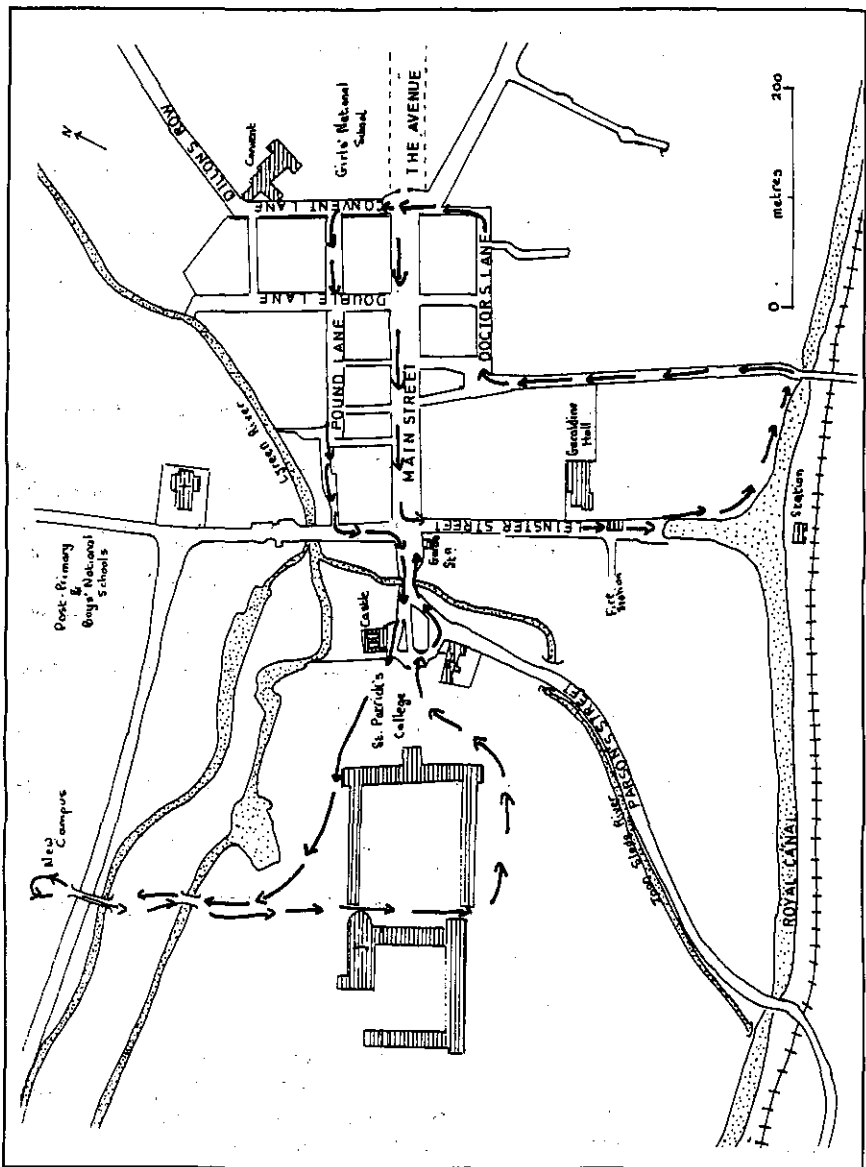 DILLON'S ROW
N
Convent
Girls' National
School
THE AVENUE
200
metres
0
CONVENT LANE
DOUBLE LANE
POUND LANE
MAIN STREET
DOCTOR'S LANE
Lyreen River
Geraldine
Hall
LEINSTER STREET
Garda
Stn
Fire
Station
Station
Post-Primary
&
Boys' National
Schools
Castle
St. Patrick's
College
New
Campus
PARSON'S STREET
Slade River
ROYAL CANAL